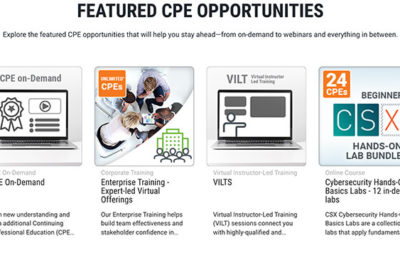 FEATURED CPE OPPORTUNITIES
Explore the featured CPE opportunities that will help you stay ahead—from on-demand to webinars and everything in between.
CPE on-Demand
UNLIMITED
CPEs
VILT Virtual Instructor
Led Training
24
CPEs
BEGINNER
CSX
HANDS-ON
LAB BUNDLE
On-Demand
E On-Demand
n new understanding and
o additional Continuing
ofessional Education (CPE...
Corporate Training
Enterprise Training -
Expert-led Virtual
Offerings
Our Enterprise Training helps
build team effectiveness and
stakeholder confidence in...
Virtual Instructor-Led Training
VILTS
Virtual Instructor-Led Training
(VILT) sessions connect you
with highly-qualified and...
Online Course
Cybersecurity Hands-O
Basics Labs - 12 in-de
labs
CSX Cybersecurity Hands-On
Basics Labs are a collection
labs that apply fundamental